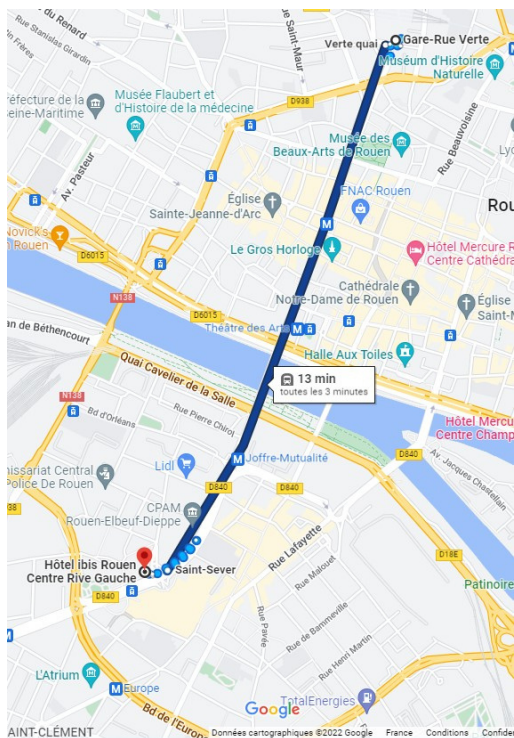 du Renard
Rue Saint-Maur
Gare-Rue Verte
Verte quai
Rue Stanislas Girardin
Muséum d'Histoire
Naturelle
D938
Musée Flaubert et
d'Histoire de la médecine
Préfecture de la
Seine-Maritime
Av. Pasteur
Musée des
Beaux-Arts de Rouen
Rue Beauvoisine
FNAC Rouen
Église
Sainte-Jeanne-d'Arc
Rou
Novick's
Rouen
D6015
Le Gros Horloge
Hôtel Mercure R
Centre Cathédra
N138
Cathédrale
Notre-Dame de Rouen
Église
Saint-M
D6015
Théâtre des Arts
M
an de Béthencourt
Halle Aux Toiles
Quai Cavelier de la Salle
13 min
toutes les 3 minutes
N138
Bd d'Orléans
Rue Pierre Chirol
Hôtel Mercu
Centre Champ
D840
Av. Jacques Chastellain
Lidl
M
Joffre-Mutualité
missariat Central
Police De Rouen
D840
D840
D938
CPAM
Rouen-Elbeuf-Dieppe
Rue Lafayette
D18E
Hôtel ibis Rouen
Centre Rive Gauche
Saint-Sever
Rue Malouet
Patinoire
D840
Rue Pavée
Rue de Bammeville
Rue Henri Martin
L'Atrium
M
Europe
TotalEnergies
Bd de l'Europe
Google
AINT-CLÉMENT
Données cartographiques ©2022 Google
France
Conditions
Confiden